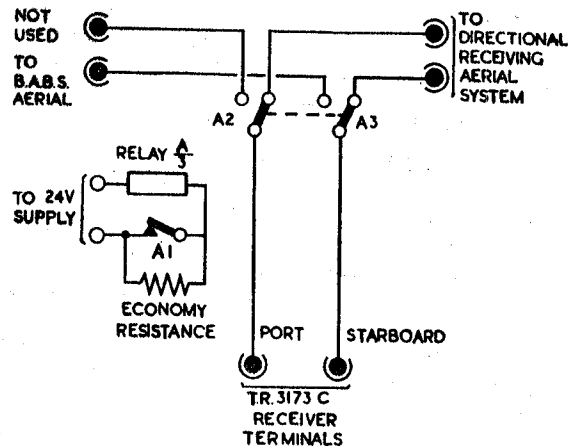 NOT
USED
TO
B.A.B.S.
AERIAL
TO
DIRECTIONAL
RECEIVING
AERIAL
SYSTEM
A2
A3
RELAY A/3
TO 24V
SUPPLY
A1
ECONOMY
RESISTANCE
PORT
STARBOARD
T.R. 3173 C
RECEIVER
TERMINALS